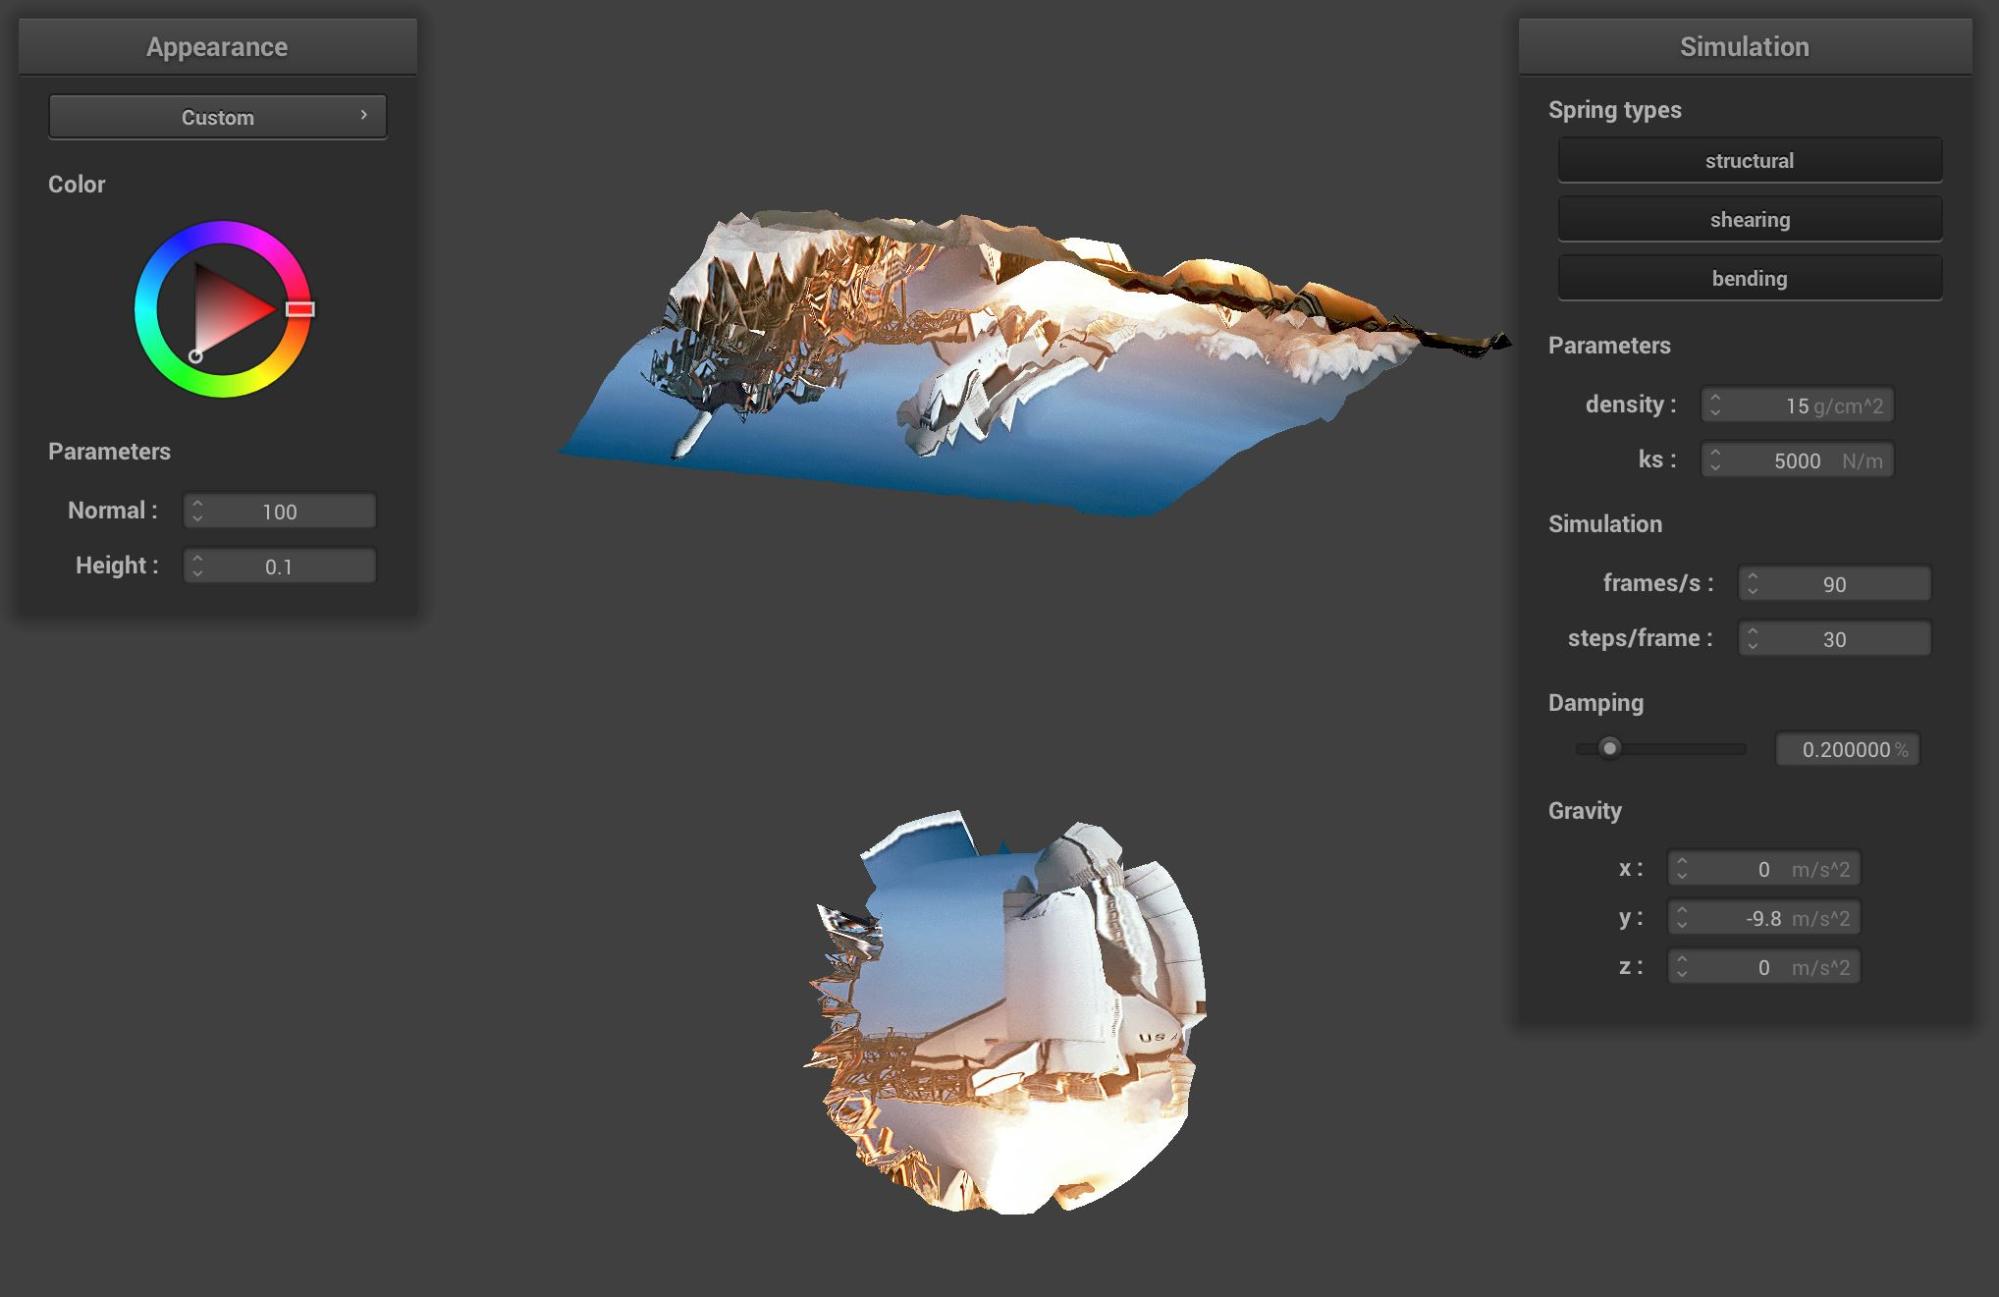 Appearance
Custom
Color
Parameters
Normal : 100
Height : 0.1
Simulation
Spring types
structural
shearing
bending
Parameters
density : 15 g/cm^2
ks : 5000 N/m
Simulation
frames/s : 90
steps/frame : 30
Damping
0.200000 %
Gravity
x : 0 m/s^2
y : -9.8 m/s^2
z : 0 m/s^2
US